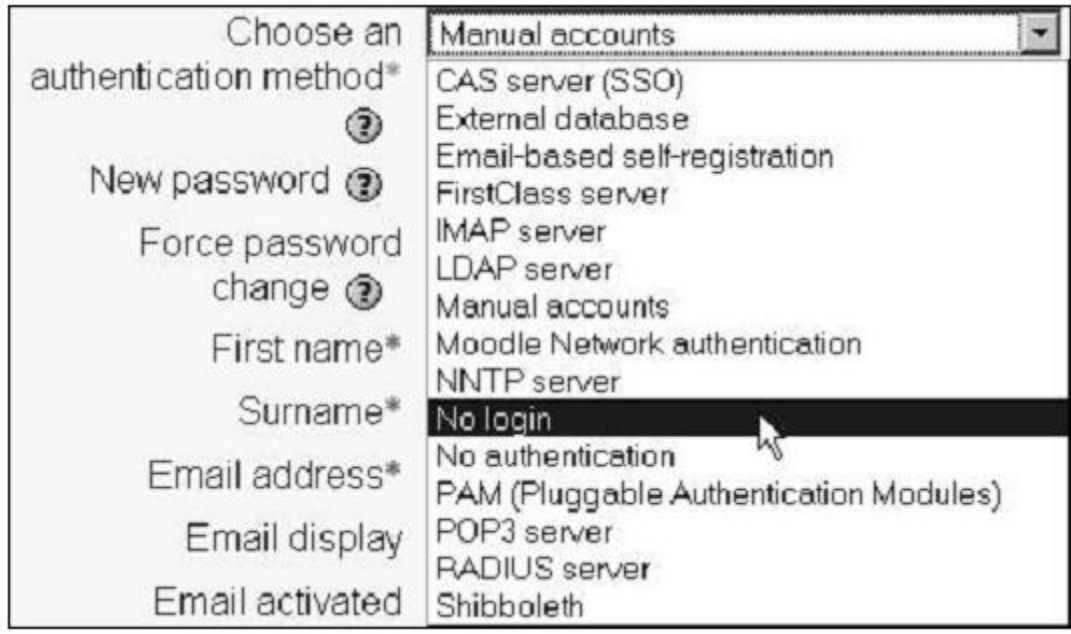 Choose an
authentication method*
New password
Force password
change
First name*
Surname*
Email address*
Email display
Email activated
Manual accounts
CAS server (SSO)
External database
Email-based self-registration
FirstClass server
IMAP server
LDAP server
Manual accounts
Moodle Network authentication
NNTP server
No login
No authentication
PAM (Pluggable Authentication Modules)
POP3 server
RADIUS server
Shibboleth